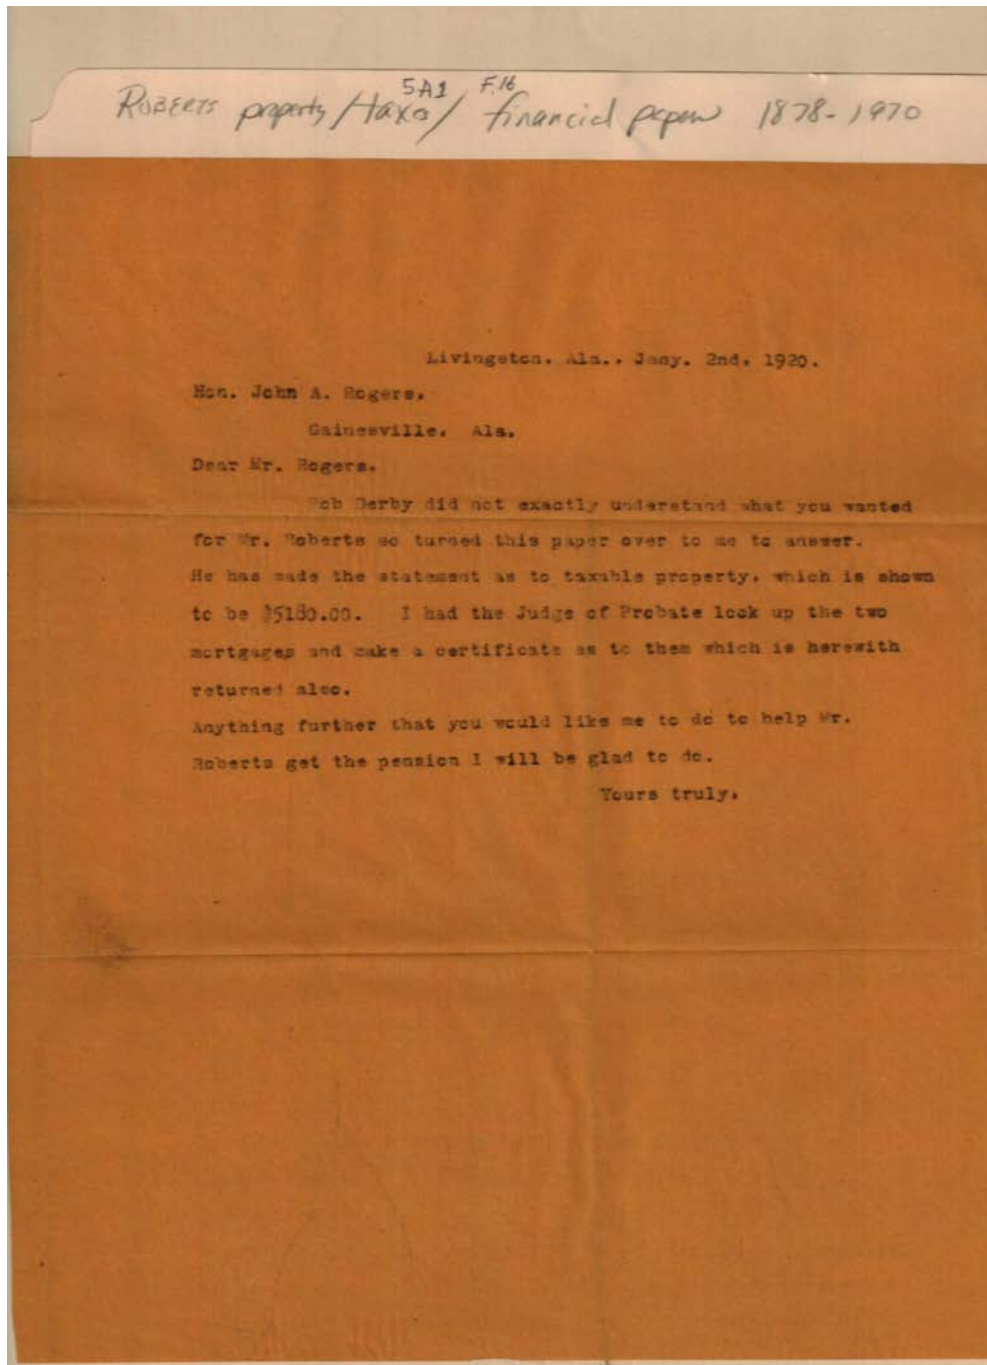 5A1 F.16
ROBERTS property/taxes/ financial papers 1878-1970
Livingston, Ala., Jany. 2nd, 1920.
Hon. John A. Rogers,
Gainesville, Ala.
Dear Mr. Rogers,
Bob Derby did not exactly understand what you wanted
for Mr. Roberts so turned this paper over to me to answer.
He has made the statement as to taxable property, which is shown
to be $5180.00. I had the Judge of Probate look up the two
mortgages and make a certificate as to them which is herewith
returned also.
Anything further that you would like me to do to help Mr.
Roberts get the pension I will be glad to do.
Yours truly,